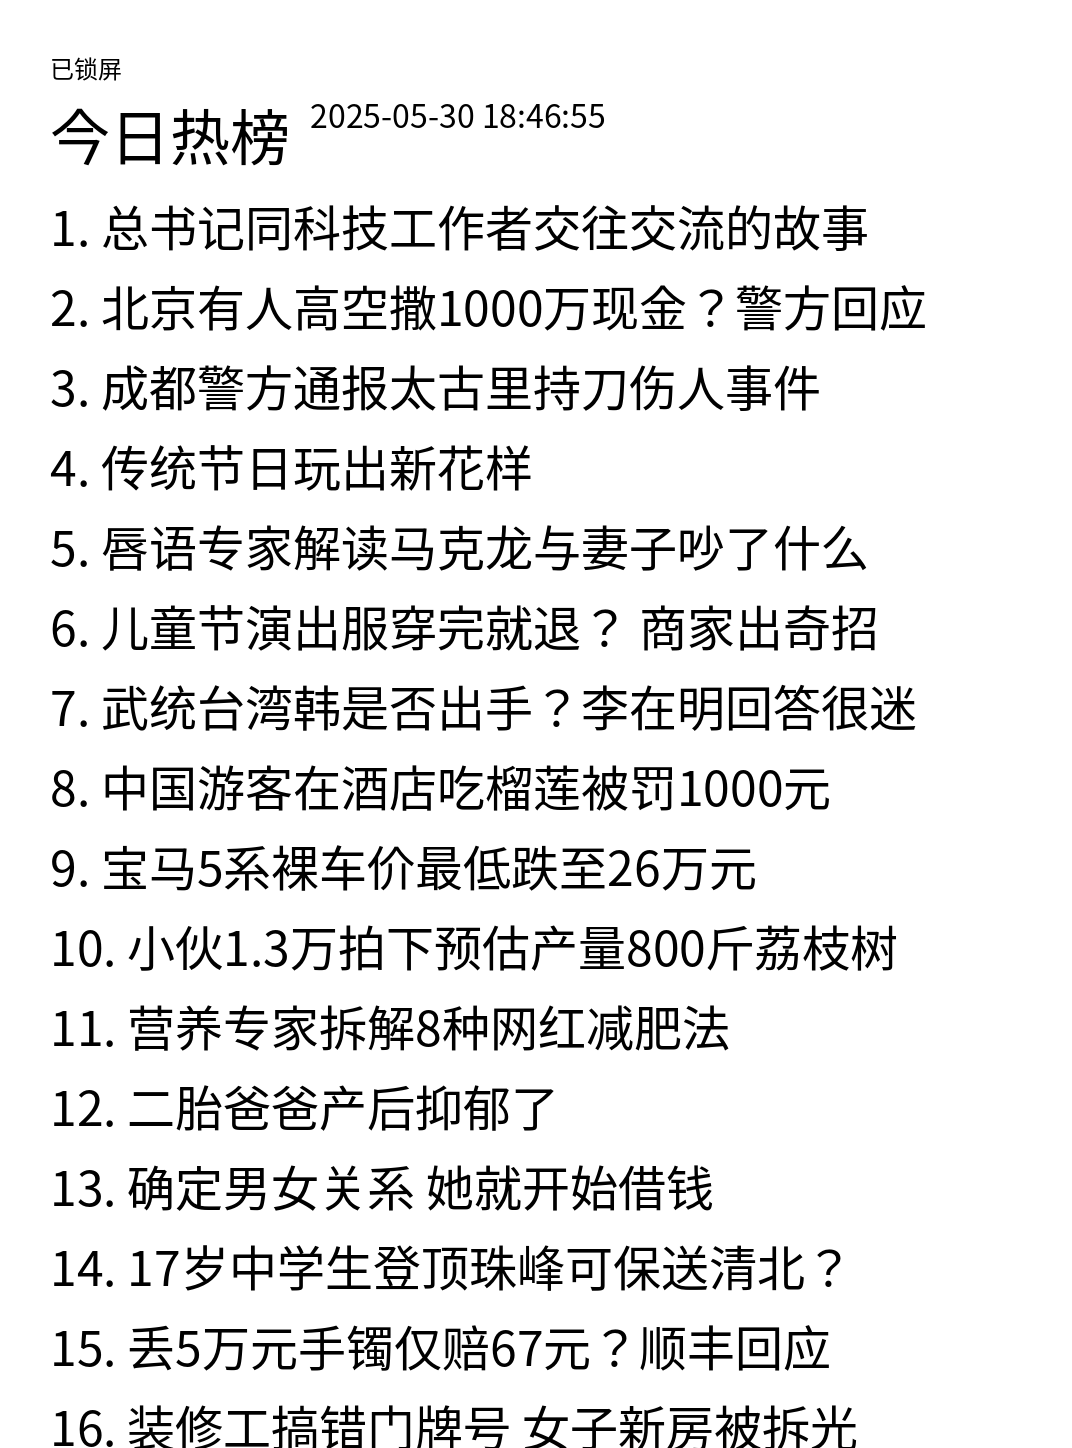 已锁屏
今日热榜 2025-05-30 18:46:55
1. 总书记同科技工作者交往交流的故事
2. 北京有人高空撒1000万现金？警方回应
3. 成都警方通报太古里持刀伤人事件
4. 传统节日玩出新花样
5. 唇语专家解读马克龙与妻子吵了什么
6. 儿童节演出服穿完就退？ 商家出奇招
7. 武统台湾韩是否出手？李在明回答很迷
8. 中国游客在酒店吃榴莲被罚1000元
9. 宝马5系裸车价最低跌至26万元
10. 小伙1.3万拍下预估产量800斤荔枝树
11. 营养专家拆解8种网红减肥法
12. 二胎爸爸产后抑郁了
13. 确定男女关系 她就开始借钱
14. 17岁中学生登顶珠峰可保送清北？
15. 丢5万元手镯仅赔67元？顺丰回应
16. 装修工搞错门牌号 女子新房被拆光